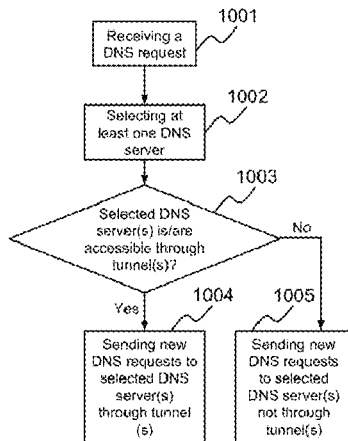 1001
Receiving a
DNS request
1002
Selecting at
least one DNS
server
1003
Selected DNS
server(s) is/are
accessible through
tunnel(s)?
No
Yes
1004
1005
Sending new
DNS requests to
selected DNS
server(s)
through tunnel
(s)
Sending new
DNS requests
to selected
DNS server(s)
not through
tunnel(s)